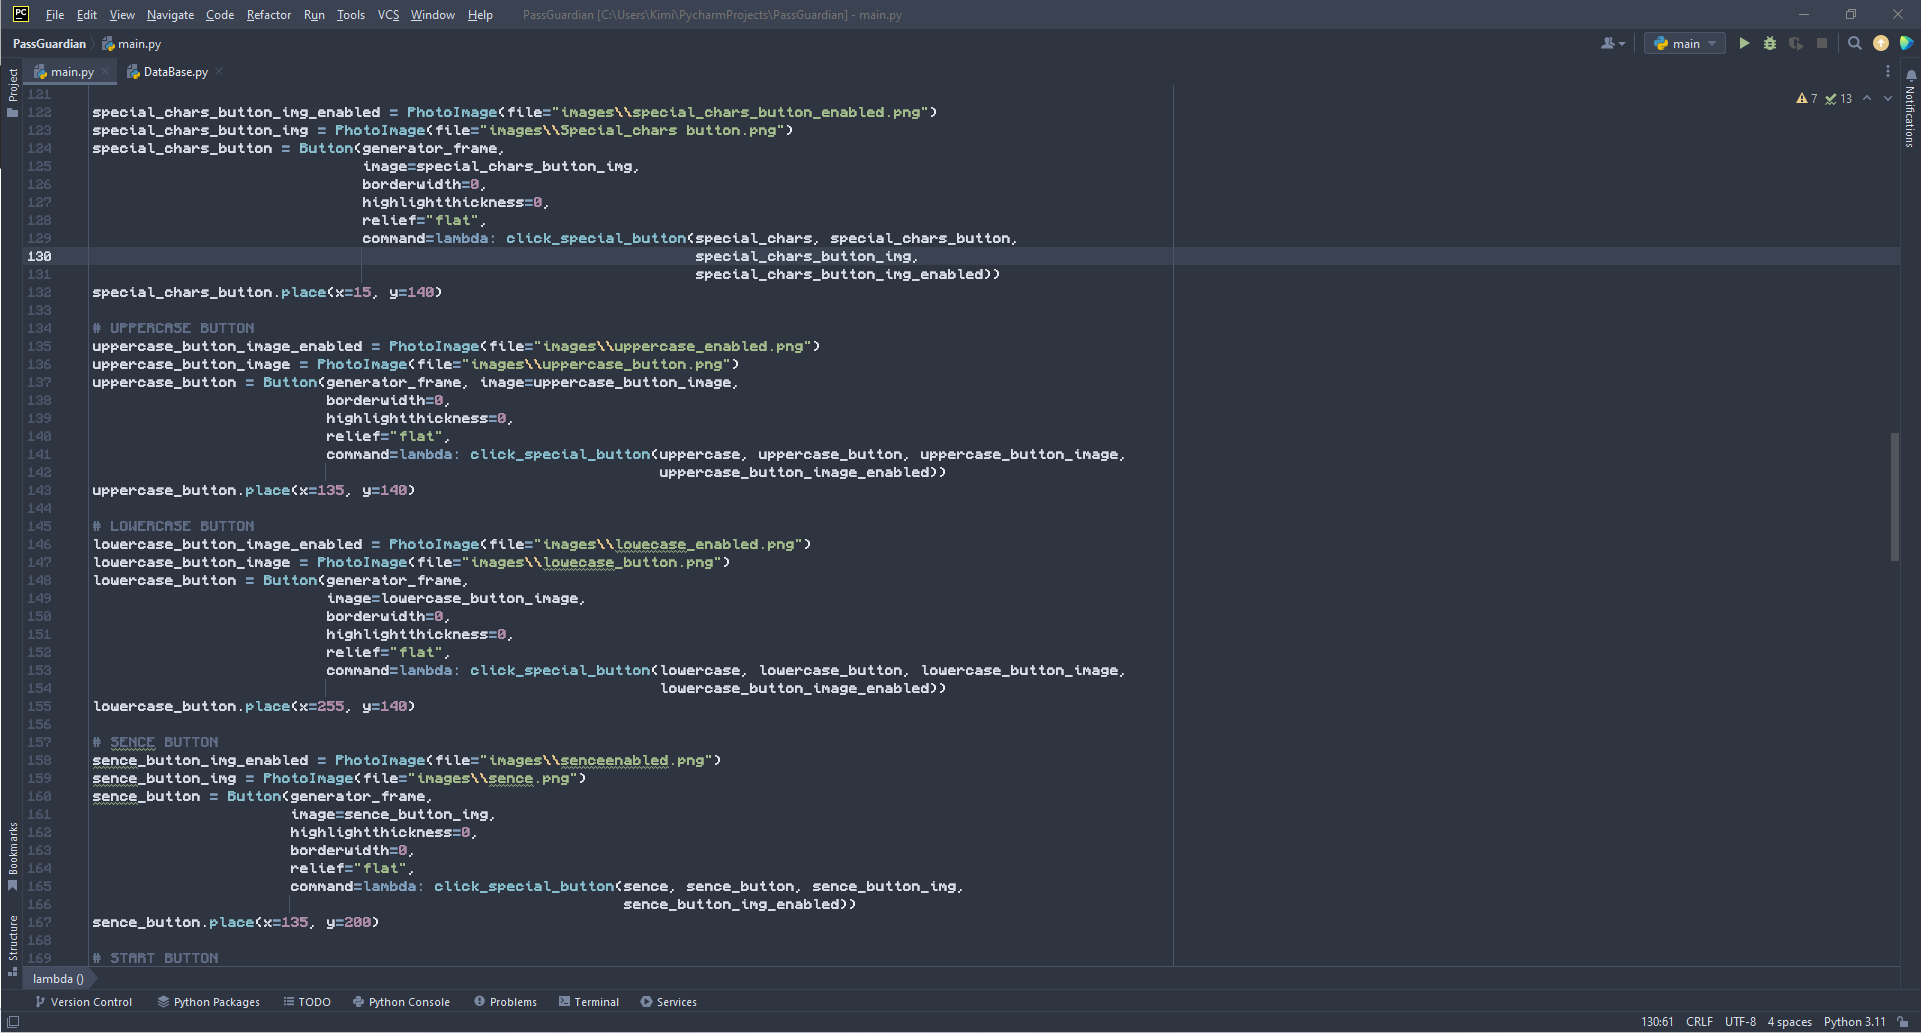 PC File Edit View Navigate Code Refactor Run Tools VCS Window Help PassGuardian [C:\Users\Kimi\PycharmProjects\PassGuardian] - main.py
PassGuardian main.py main
Project main.py DataBase.py
Notifications
7 13
121
122 special_chars_button_img_enabled = PhotoImage(file="images\\special_chars_button_enabled.png")
123 special_chars_button_img = PhotoImage(file="images\\Special_chars button.png")
124 special_chars_button = Button(generator_frame,
125 image=special_chars_button_img,
126 borderwidth=0,
127 highlightthickness=0,
128 relief="flat",
129 command=lambda: click_special_button(special_chars, special_chars_button,
130 special_chars_button_img,
131 special_chars_button_img_enabled))
132 special_chars_button.place(x=15, y=140)
133
134 # UPPERCASE BUTTON
135 uppercase_button_image_enabled = PhotoImage(file="images\\uppercase_enabled.png")
136 uppercase_button_image = PhotoImage(file="images\\uppercase_button.png")
137 uppercase_button = Button(generator_frame, image=uppercase_button_image,
138 borderwidth=0,
139 highlightthickness=0,
140 relief="flat",
141 command=lambda: click_special_button(uppercase, uppercase_button, uppercase_button_image,
142 uppercase_button_image_enabled))
143 uppercase_button.place(x=135, y=140)
144
145 # LOWERCASE BUTTON
146 lowercase_button_image_enabled = PhotoImage(file="images\\lowecase_enabled.png")
147 lowercase_button_image = PhotoImage(file="images\\lowecase_button.png")
148 lowercase_button = Button(generator_frame,
149 image=lowercase_button_image,
150 borderwidth=0,
151 highlightthickness=0,
152 relief="flat",
153 command=lambda: click_special_button(lowercase, lowercase_button, lowercase_button_image,
154 lowercase_button_image_enabled))
155 lowercase_button.place(x=255, y=140)
156
157 # SENCE BUTTON
158 sence_button_img_enabled = PhotoImage(file="images\\senceenabled.png")
159 sence_button_img = PhotoImage(file="images\\sence.png")
160 sence_button = Button(generator_frame,
161 image=sence_button_img,
162 highlightthickness=0,
163 borderwidth=0,
164 relief="flat",
165 command=lambda: click_special_button(sence, sence_button, sence_button_img,
166 sence_button_img_enabled))
167 sence_button.place(x=135, y=200)
168
169 # START BUTTON
Bookmarks
Structure
lambda ()
Version Control Python Packages TODO Python Console Problems Terminal Services
130:61 CRLF UTF-8 4 spaces Python 3.11